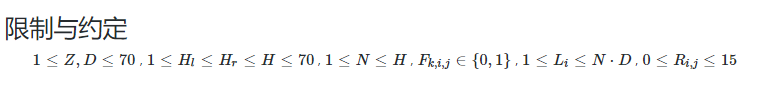 限制与约定
1 ≤ Z, D ≤ 70 , 1 ≤ H_l ≤ H_r ≤ H ≤ 70 , 1 ≤ N ≤ H , F_{k,i,j} ∈ {0, 1} , 1 ≤ L_i ≤ N · D , 0 ≤ R_{i,j} ≤ 15